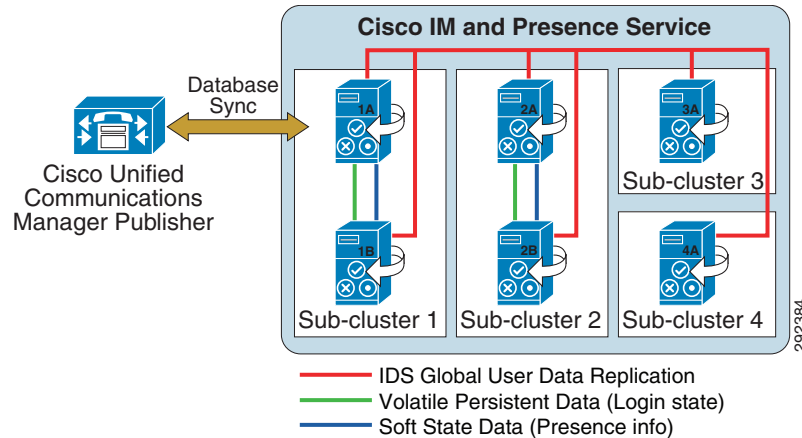 Cisco IM and Presence Service
Database
Sync
Cisco Unified
Communications
Manager Publisher
1A
2A
3A
Sub-cluster 3
1B
2B
4A
Sub-cluster 1
Sub-cluster 2
Sub-cluster 4
292384
IDS Global User Data Replication
Volatile Persistent Data (Login state)
Soft State Data (Presence info)